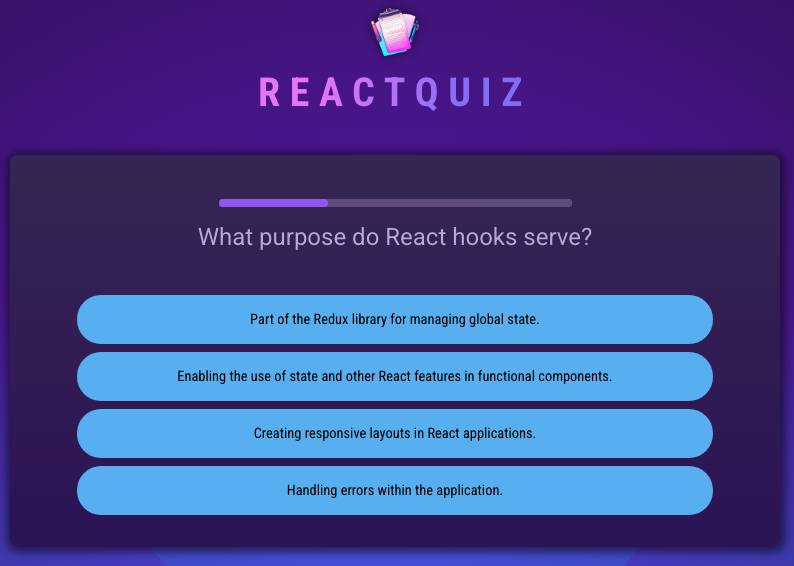 REACTQUIZ
What purpose do React hooks serve?
Part of the Redux library for managing global state.
Enabling the use of state and other React features in functional components.
Creating responsive layouts in React applications.
Handling errors within the application.